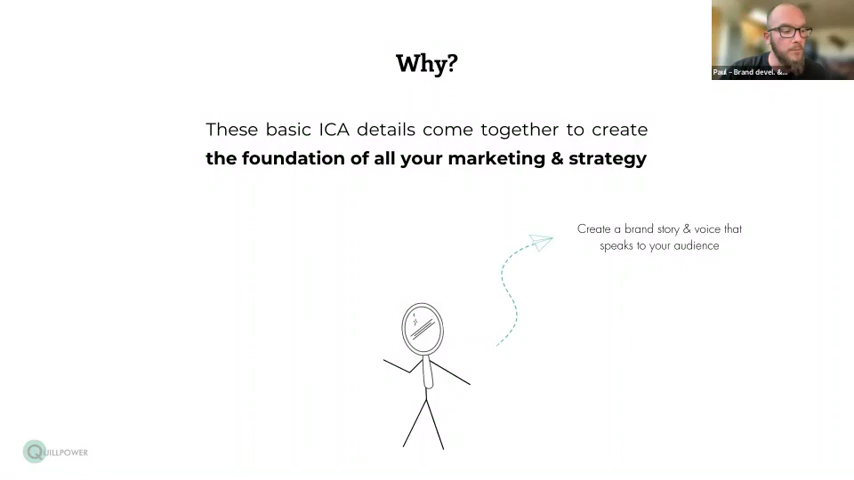 Why?
These basic ICA details come together to create
the foundation of all your marketing & strategy
Create a brand story & voice that
speaks to your audience
Paul - Brand devel. &...
QUILLPOWER